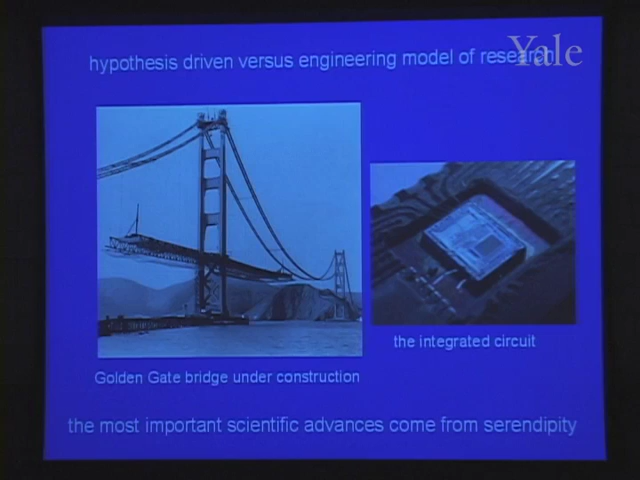 hypothesis driven versus engineering model of research
Yale
the integrated circuit
Golden Gate bridge under construction
the most important scientific advances come from serendipity